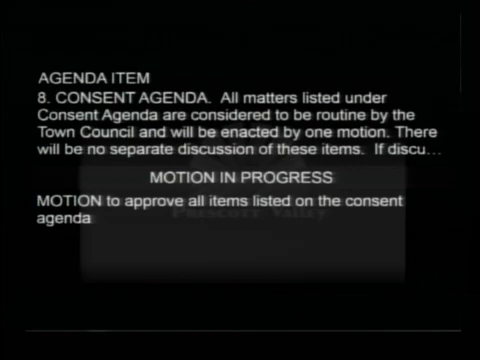 AGENDA ITEM
8. CONSENT AGENDA.  All matters listed under
Consent Agenda are considered to be routine by the
Town Council and will be enacted by one motion. There
will be no separate discussion of these items.  If discu...
MOTION IN PROGRESS
MOTION to approve all items listed on the consent
agenda
Prescott Valley